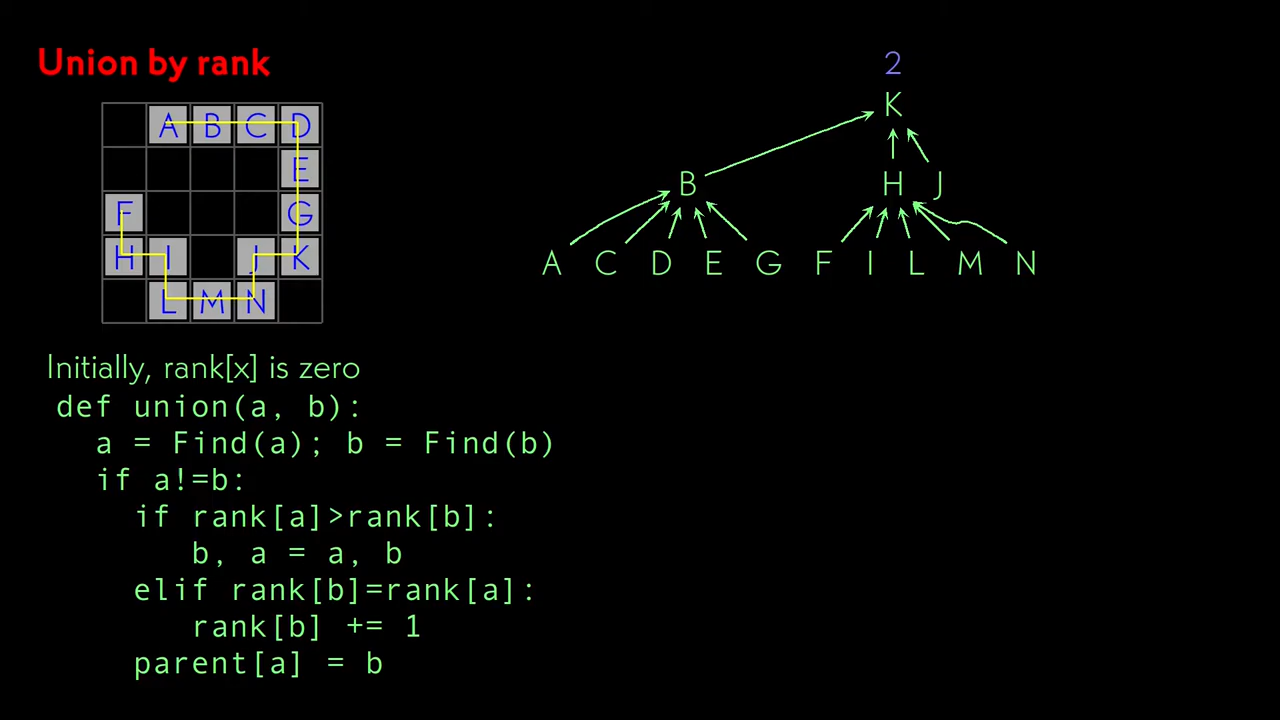 Union by rank
A B C D
E
F G
H I J K
L M N
2
K
B H J
A C D E G F I L M N
Initially, rank[x] is zero
def union(a, b):
a = Find(a); b = Find(b)
if a!=b:
if rank[a]>rank[b]:
b, a = a, b
elif rank[b]=rank[a]:
rank[b] += 1
parent[a] = b